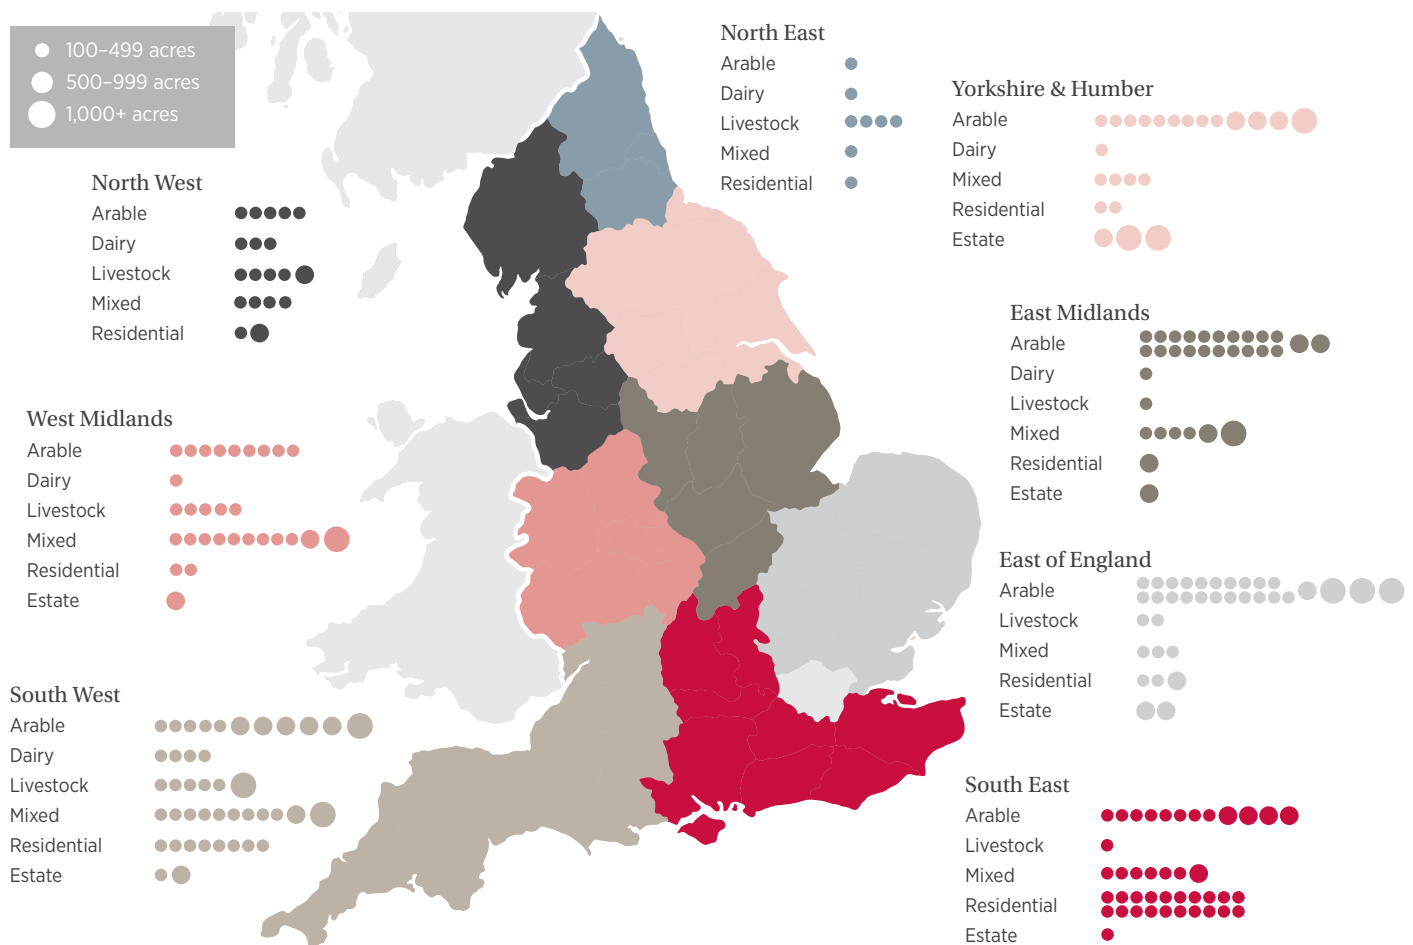 100–499 acres
500–999 acres
1,000+ acres
North East
Arable
Dairy
Livestock
Mixed
Residential
Yorkshire & Humber
Arable
Dairy
Mixed
Residential
Estate
North West
Arable
Dairy
Livestock
Mixed
Residential
East Midlands
Arable
Dairy
Livestock
Mixed
Residential
Estate
West Midlands
Arable
Dairy
Livestock
Mixed
Residential
Estate
East of England
Arable
Livestock
Mixed
Residential
Estate
South West
Arable
Dairy
Livestock
Mixed
Residential
Estate
South East
Arable
Livestock
Mixed
Residential
Estate